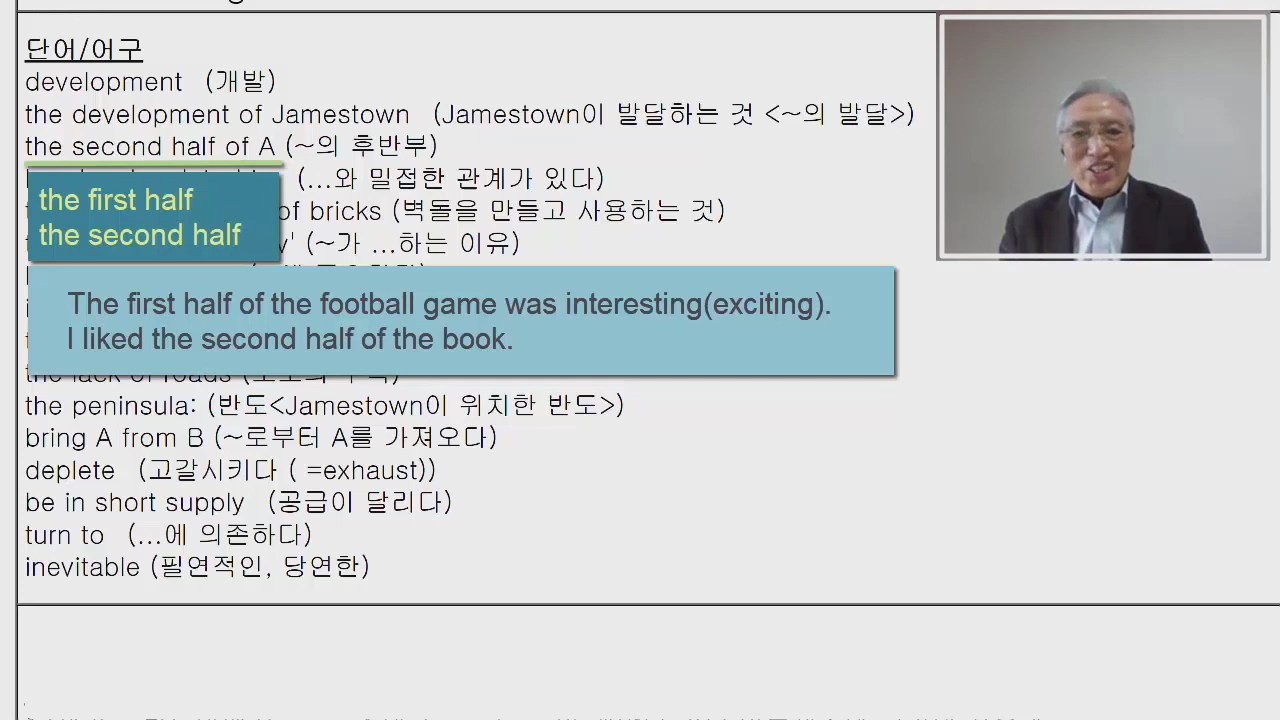 단어/어구
development (개발)
the development of Jamestown (Jamestown이 발달하는 것 <~의 발달>)
the second half of A (~의 후반부)
(...와 밀접한 관계가 있다)
the first half
of bricks (벽돌을 만들고 사용하는 것)
the second half
(~가 ...하는 이유)
The first half of the football game was interesting(exciting).
I liked the second half of the book.
the lack of roads
the peninsula: (반도<Jamestown이 위치한 반도>)
bring A from B (~로부터 A를 가져오다)
deplete (고갈시키다 ( =exhaust))
be in short supply (공급이 달리다)
turn to (...에 의존하다)
inevitable (필연적인, 당연한)